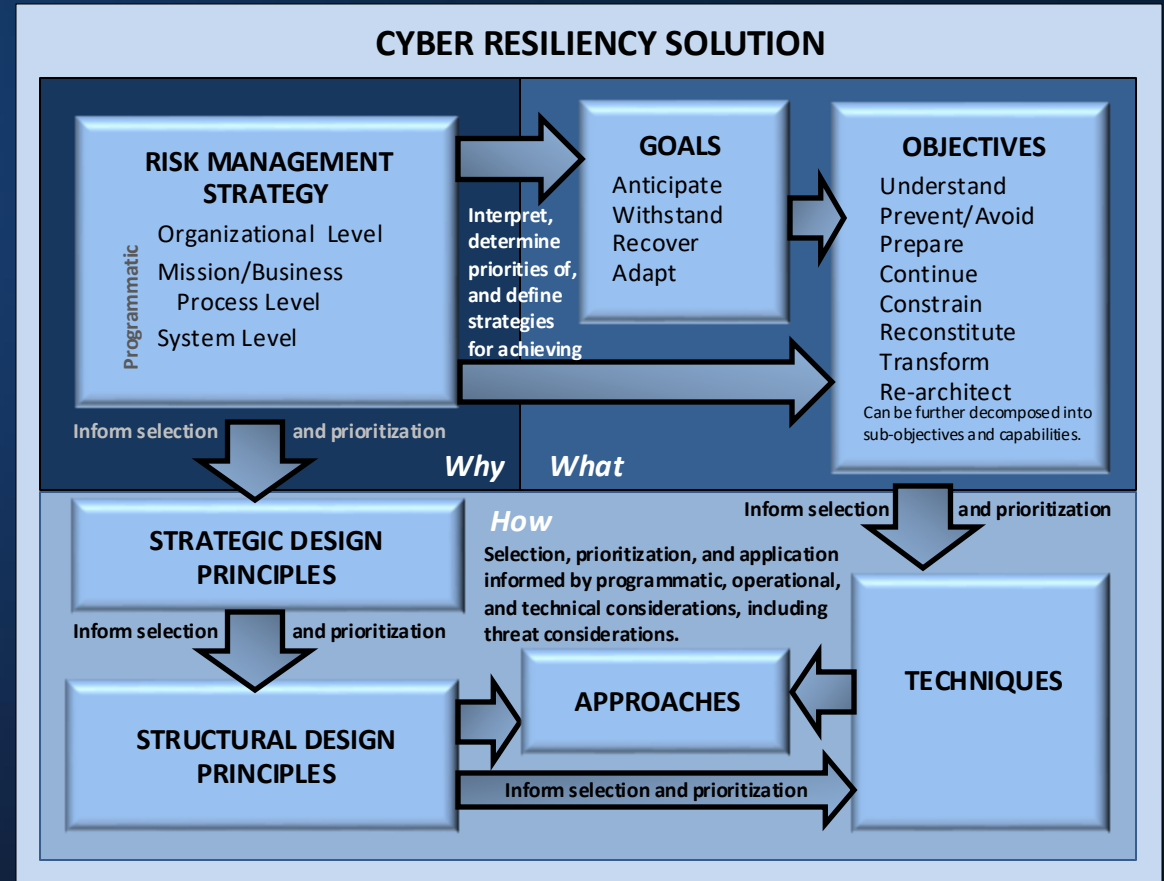 CYBER RESILIENCY SOLUTION
RISK MANAGEMENT
STRATEGY
Programmatic
Organizational Level
Mission/Business
Process Level
System Level
Interpret,
determine
priorities of,
and define
strategies
for achieving
GOALS
Anticipate
Withstand
Recover
Adapt
OBJECTIVES
Understand
Prevent/Avoid
Prepare
Continue
Constrain
Reconstitute
Transform
Re-architect
Can be further decomposed into
sub-objectives and capabilities.
Inform selection and prioritization
Why
What
How
Selection, prioritization, and application
informed by programmatic, operational,
and technical considerations, including
threat considerations.
Inform selection and prioritization
STRATEGIC DESIGN
PRINCIPLES
Inform selection and prioritization
STRUCTURAL DESIGN
PRINCIPLES
APPROACHES
TECHNIQUES
Inform selection and prioritization